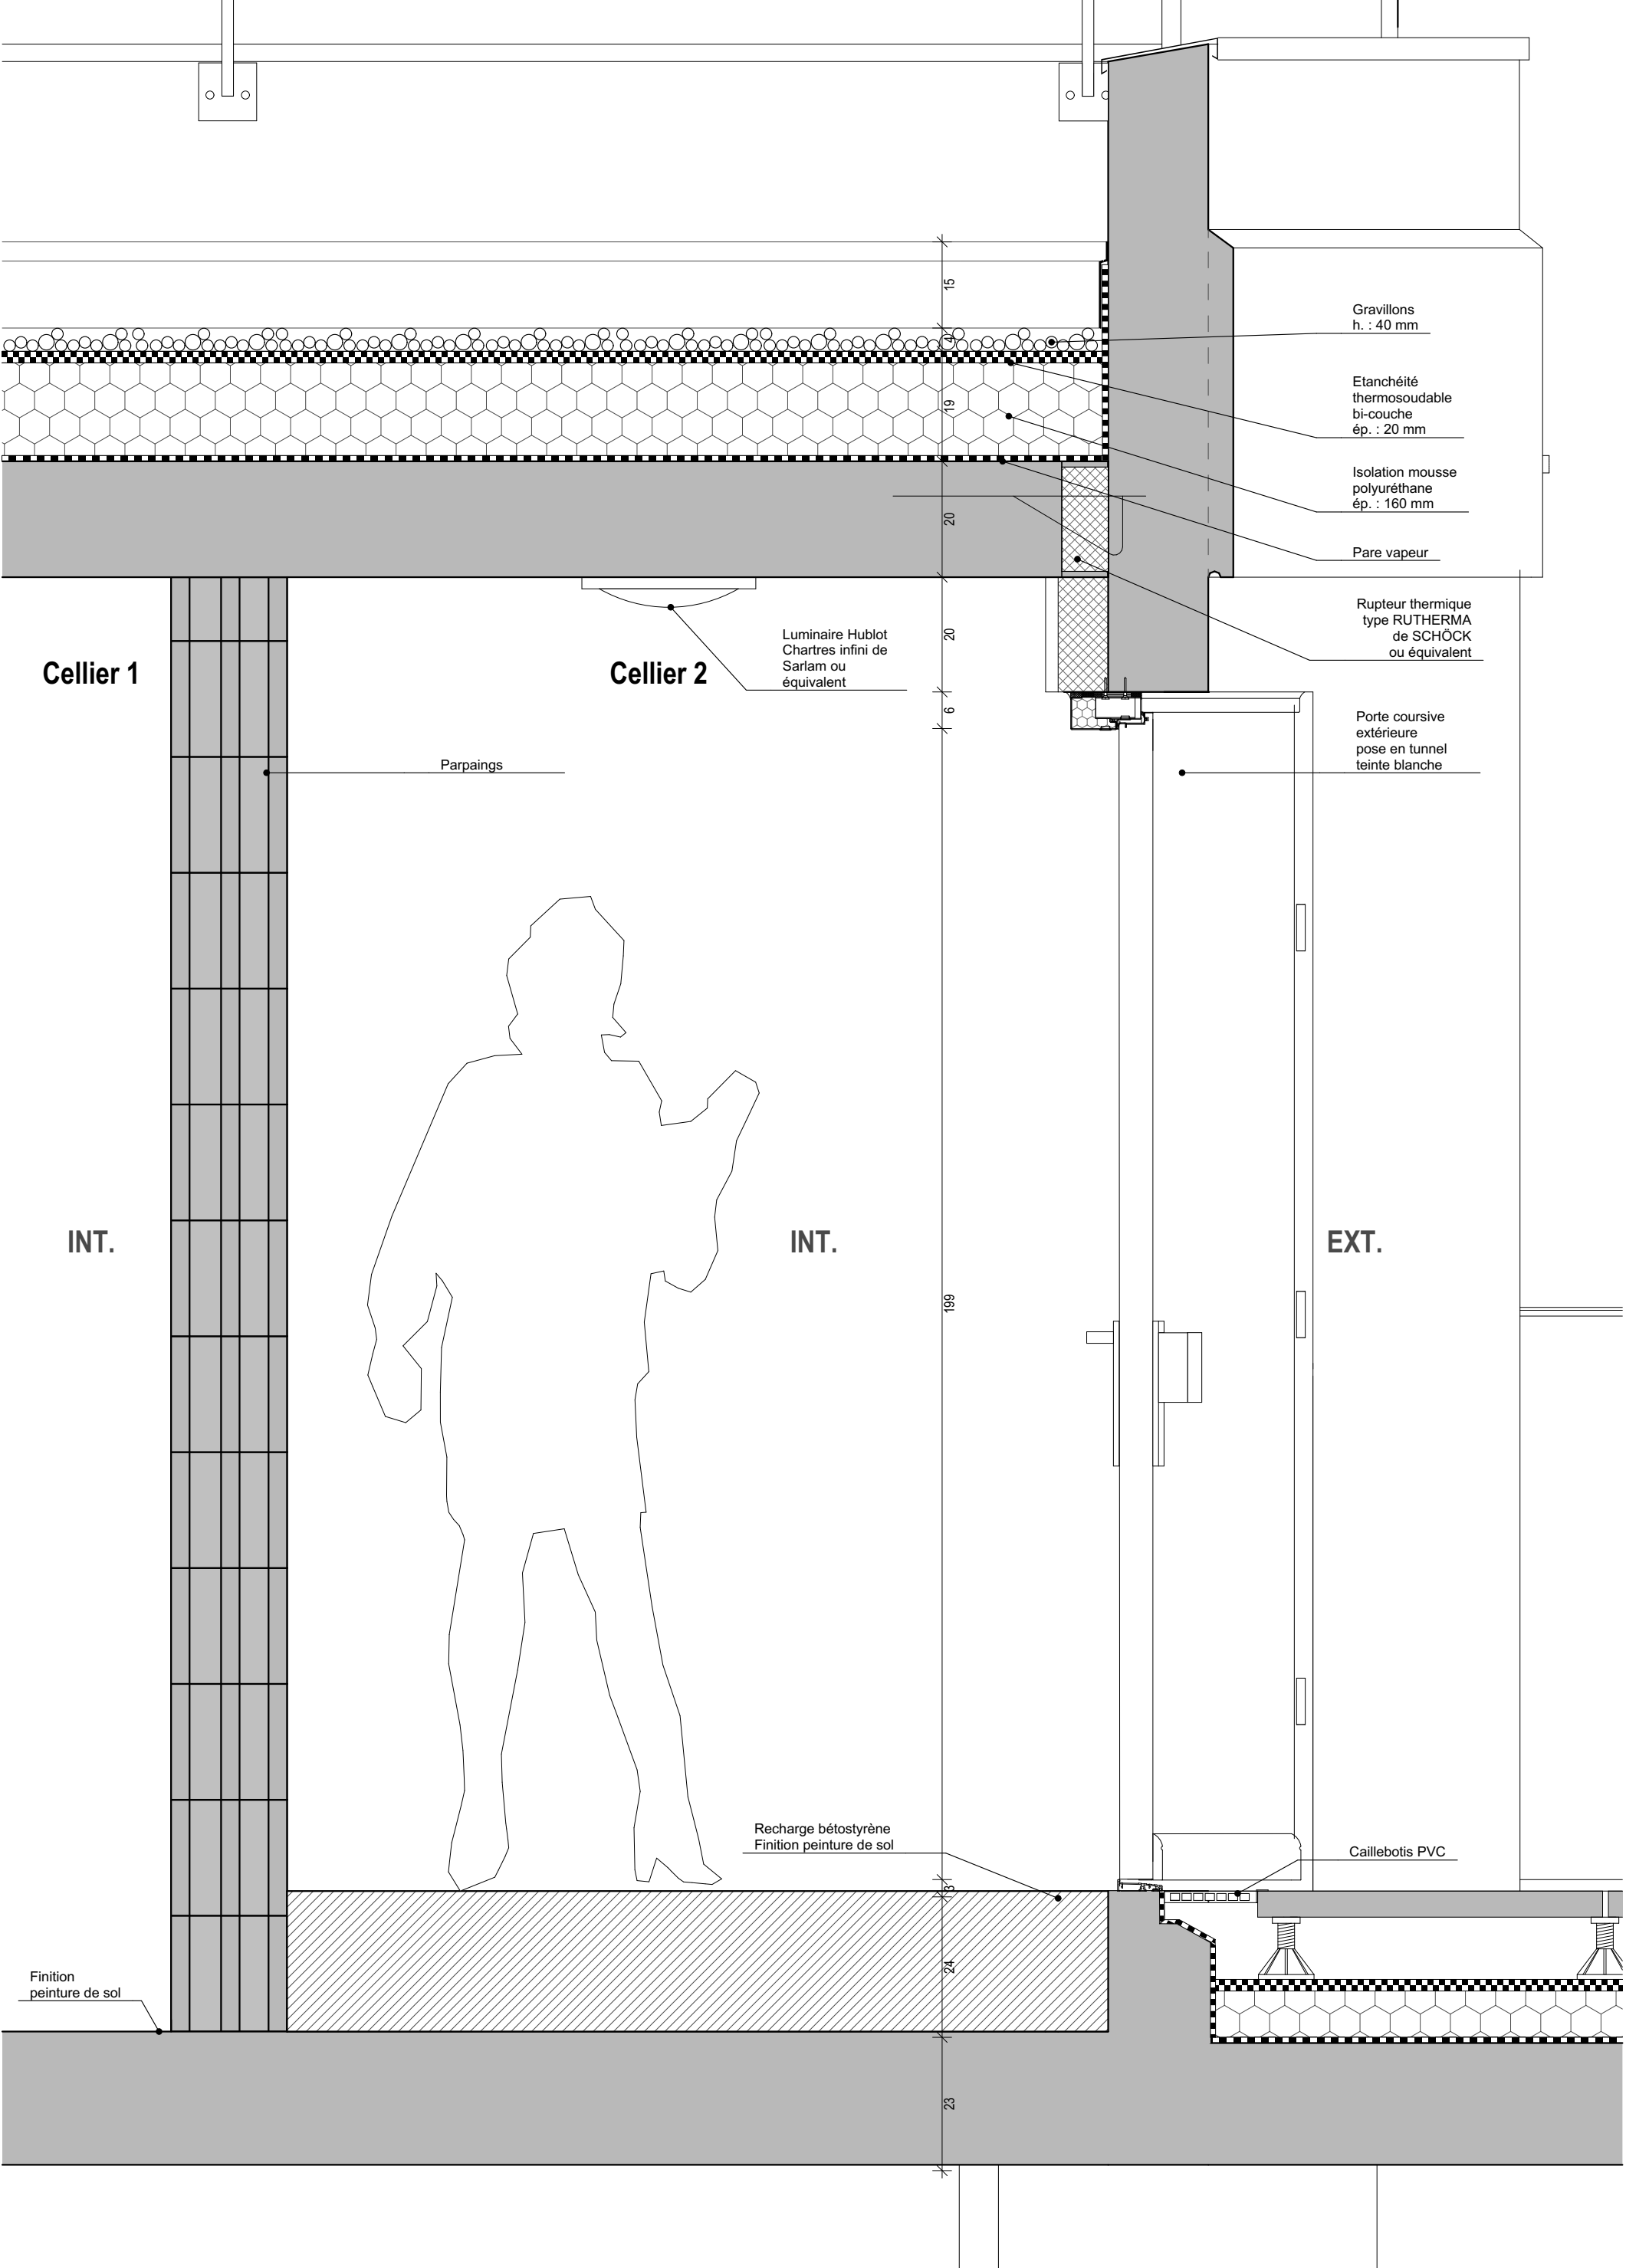 15
Gravillons
h. : 40 mm
4
Etanchéité
thermosoudable
bi-couche
ép. : 20 mm
19
Isolation mousse
polyuréthane
ép. : 160 mm
20
Pare vapeur
Rupteur thermique
type RUTHERMA
de SCHÖCK
ou équivalent
Luminaire Hublot
Chartres infini de
Sarlam ou
équivalent
20
Cellier 1
Cellier 2
6
Porte coursive
extérieure
pose en tunnel
teinte blanche
Parpaings
INT.
INT.
EXT.
199
Recharge bétostyrène
Finition peinture de sol
Caillebotis PVC
3
24
Finition
peinture de sol
23